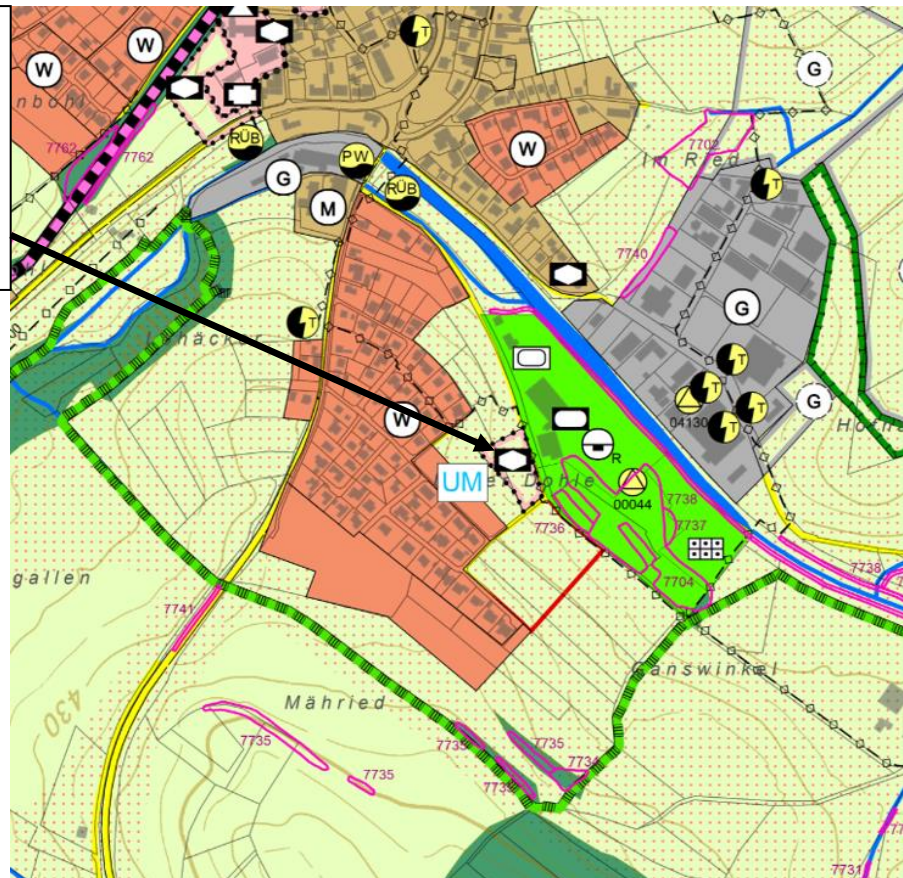 W
W
nbohl
7762
7762
RÜB
T
G
PW
RÜB
M
W
G
Im Ried
7702
T
7740
G
T
T
T
T
T
04130
G
W
R
UM
00044
7738
7736
7737
7704
7738
gallen
7741
Ganswinkel
430
Mähried
7735
7735
7735
7734
7735
7731